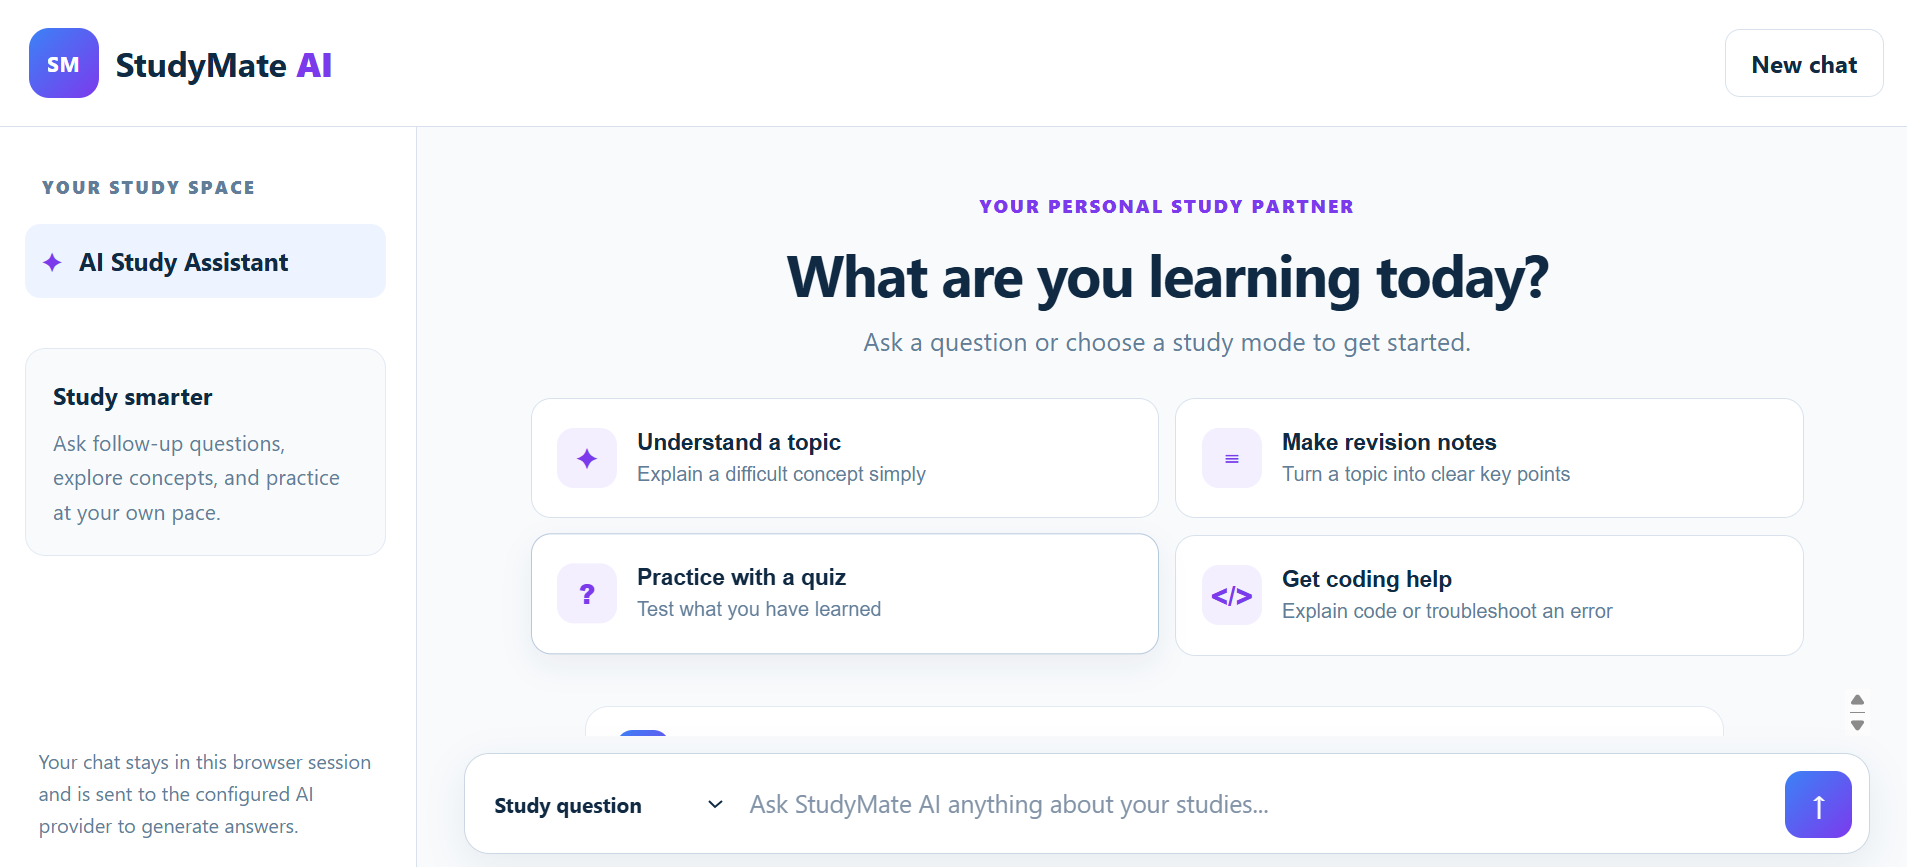 SM
StudyMate AI
New chat
YOUR STUDY SPACE
AI Study Assistant
Study smarter
Ask follow-up questions,
explore concepts, and practice
at your own pace.
Your chat stays in this browser session
and is sent to the configured AI
provider to generate answers.
YOUR PERSONAL STUDY PARTNER
What are you learning today?
Ask a question or choose a study mode to get started.
Understand a topic
Explain a difficult concept simply
Make revision notes
Turn a topic into clear key points
?
Practice with a quiz
Test what you have learned
</>
Get coding help
Explain code or troubleshoot an error
Study question
Ask StudyMate AI anything about your studies...